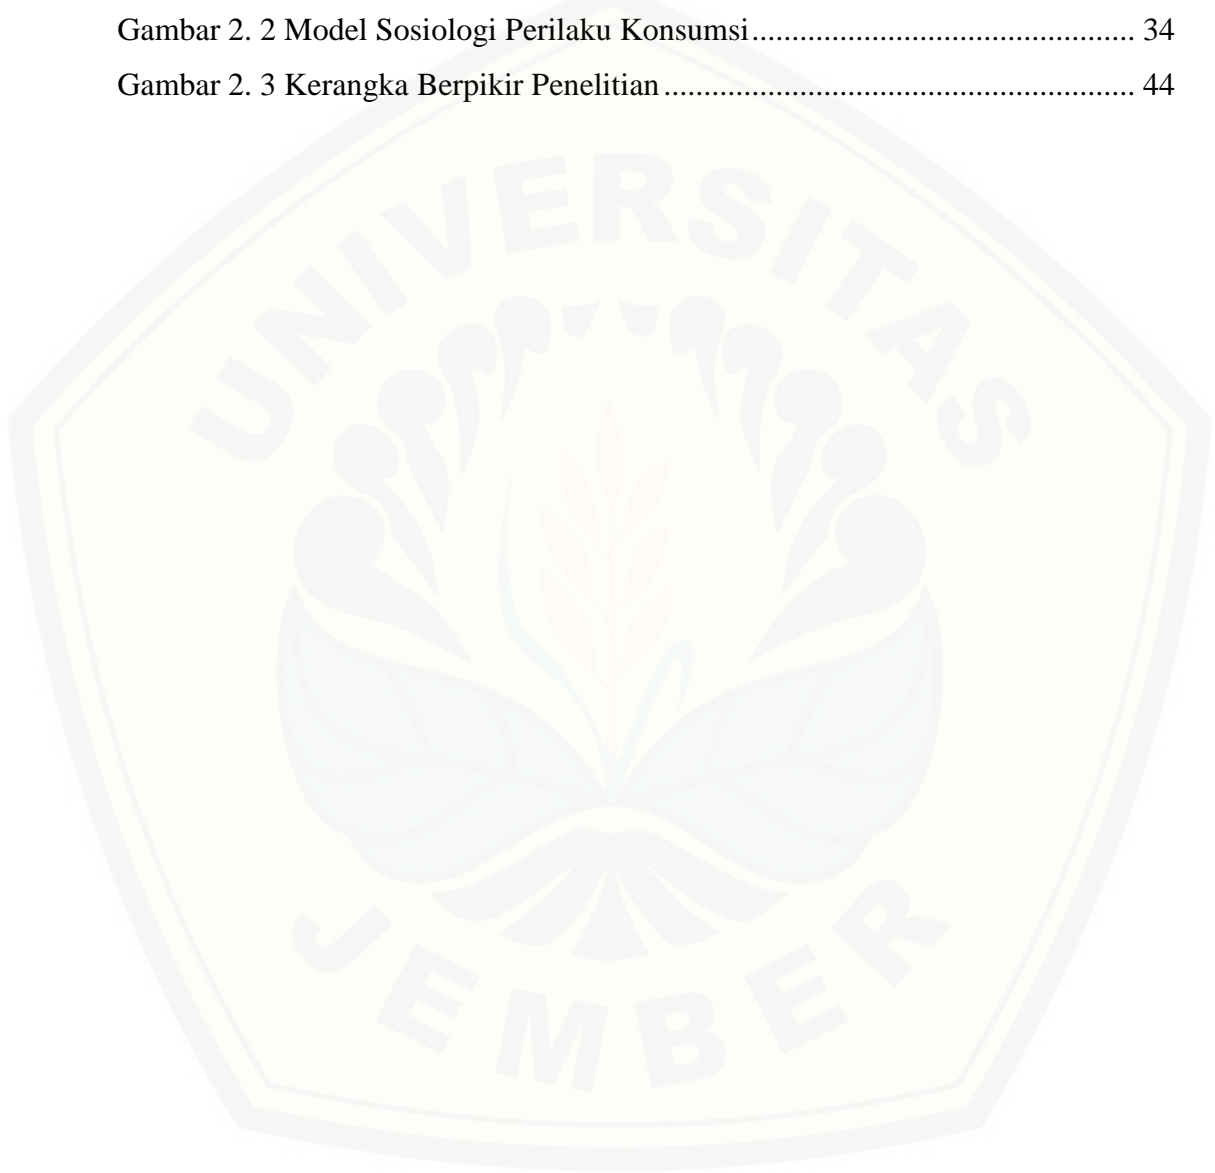 Gambar 2. 2 Model Sosiologi Perilaku Konsumsi................................................ 34
Gambar 2. 3 Kerangka Berpikir Penelitian........................................................... 44
UNIVERSITAS
JEMBER